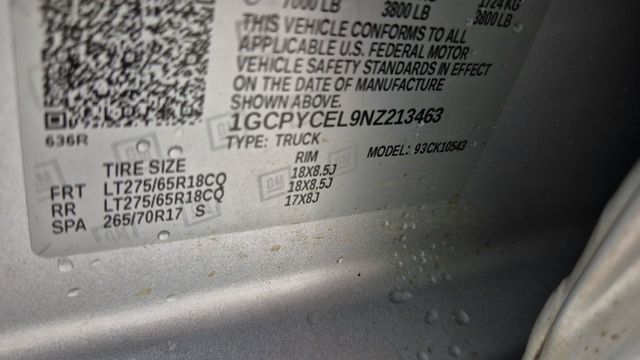 7000 LB 3800 LB 1724 KG
3800 LB
THIS VEHICLE CONFORMS TO ALL
APPLICABLE U.S. FEDERAL MOTOR
VEHICLE SAFETY STANDARDS IN EFFECT
ON THE DATE OF MANUFACTURE
SHOWN ABOVE.
1GCPYCEL9NZ213463
636R
TYPE: TRUCK
MODEL: 93CK10543
TIRE SIZE RIM
FRT LT275/65R18CQ 18X8.5J
RR LT275/65R18CQ 18X8.5J
SPA 265/70R17 S 17X8J
GM